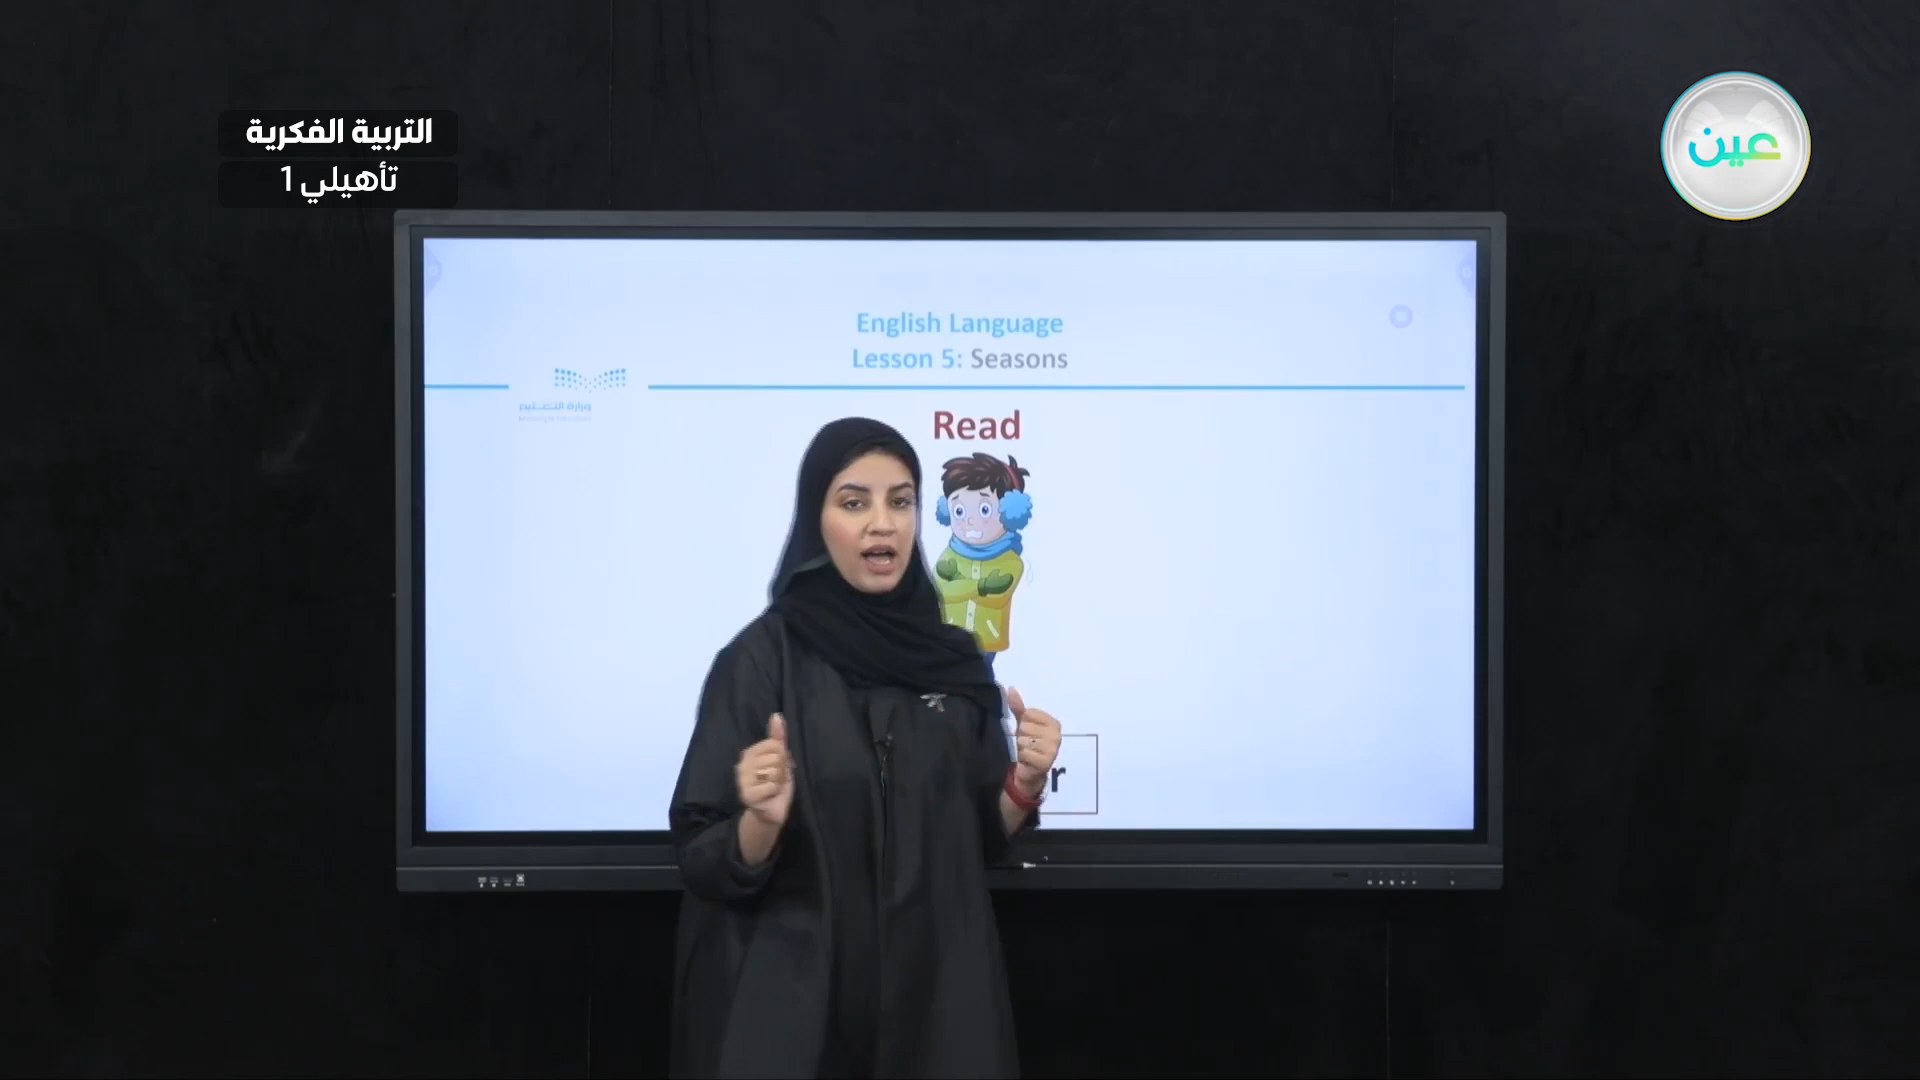 التربية الفكرية
تأهيلي 1
عين
English Language
Lesson 5: Seasons
وزارة التعليم
Read
r